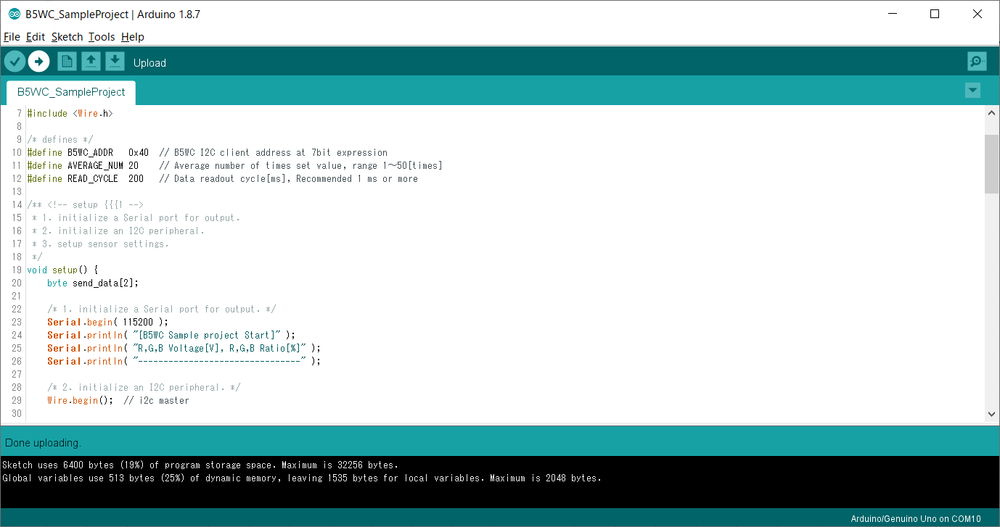 B5WC_SampleProject | Arduino 1.8.7
File Edit Sketch Tools Help
Upload
B5WC_SampleProject
7 #include <Wire.h>
8
9 /* defines */
10 #define B5WC_ADDR   0x40  // B5WC I2C client address at 7bit expression
11 #define AVERAGE_NUM 20    // Average number of times set value, range 1～50[times]
12 #define READ_CYCLE  200   // Data readout cycle[ms], Recommended 1 ms or more
13
14 /** <!-- setup {{{1 -->
15  * 1. initialize a Serial port for output.
16  * 2. initialize an I2C peripheral.
17  * 3. setup sensor settings.
18  */
19 void setup() {
20     byte send_data[2];
21
22     /* 1. initialize a Serial port for output. */
23     Serial.begin( 115200 );
24     Serial.println( "[B5WC Sample project Start]" );
25     Serial.println( "R,G,B Voltage[V], R,G,B Ratio[%]" );
26     Serial.println( "--------------------------------" );
27
28     /* 2. initialize an I2C peripheral. */
29     Wire.begin();  // i2c master
30
Done uploading.
Sketch uses 6400 bytes (19%) of program storage space. Maximum is 32256 bytes.
Global variables use 513 bytes (25%) of dynamic memory, leaving 1535 bytes for local variables. Maximum is 2048 bytes.
Arduino/Genuino Uno on COM10